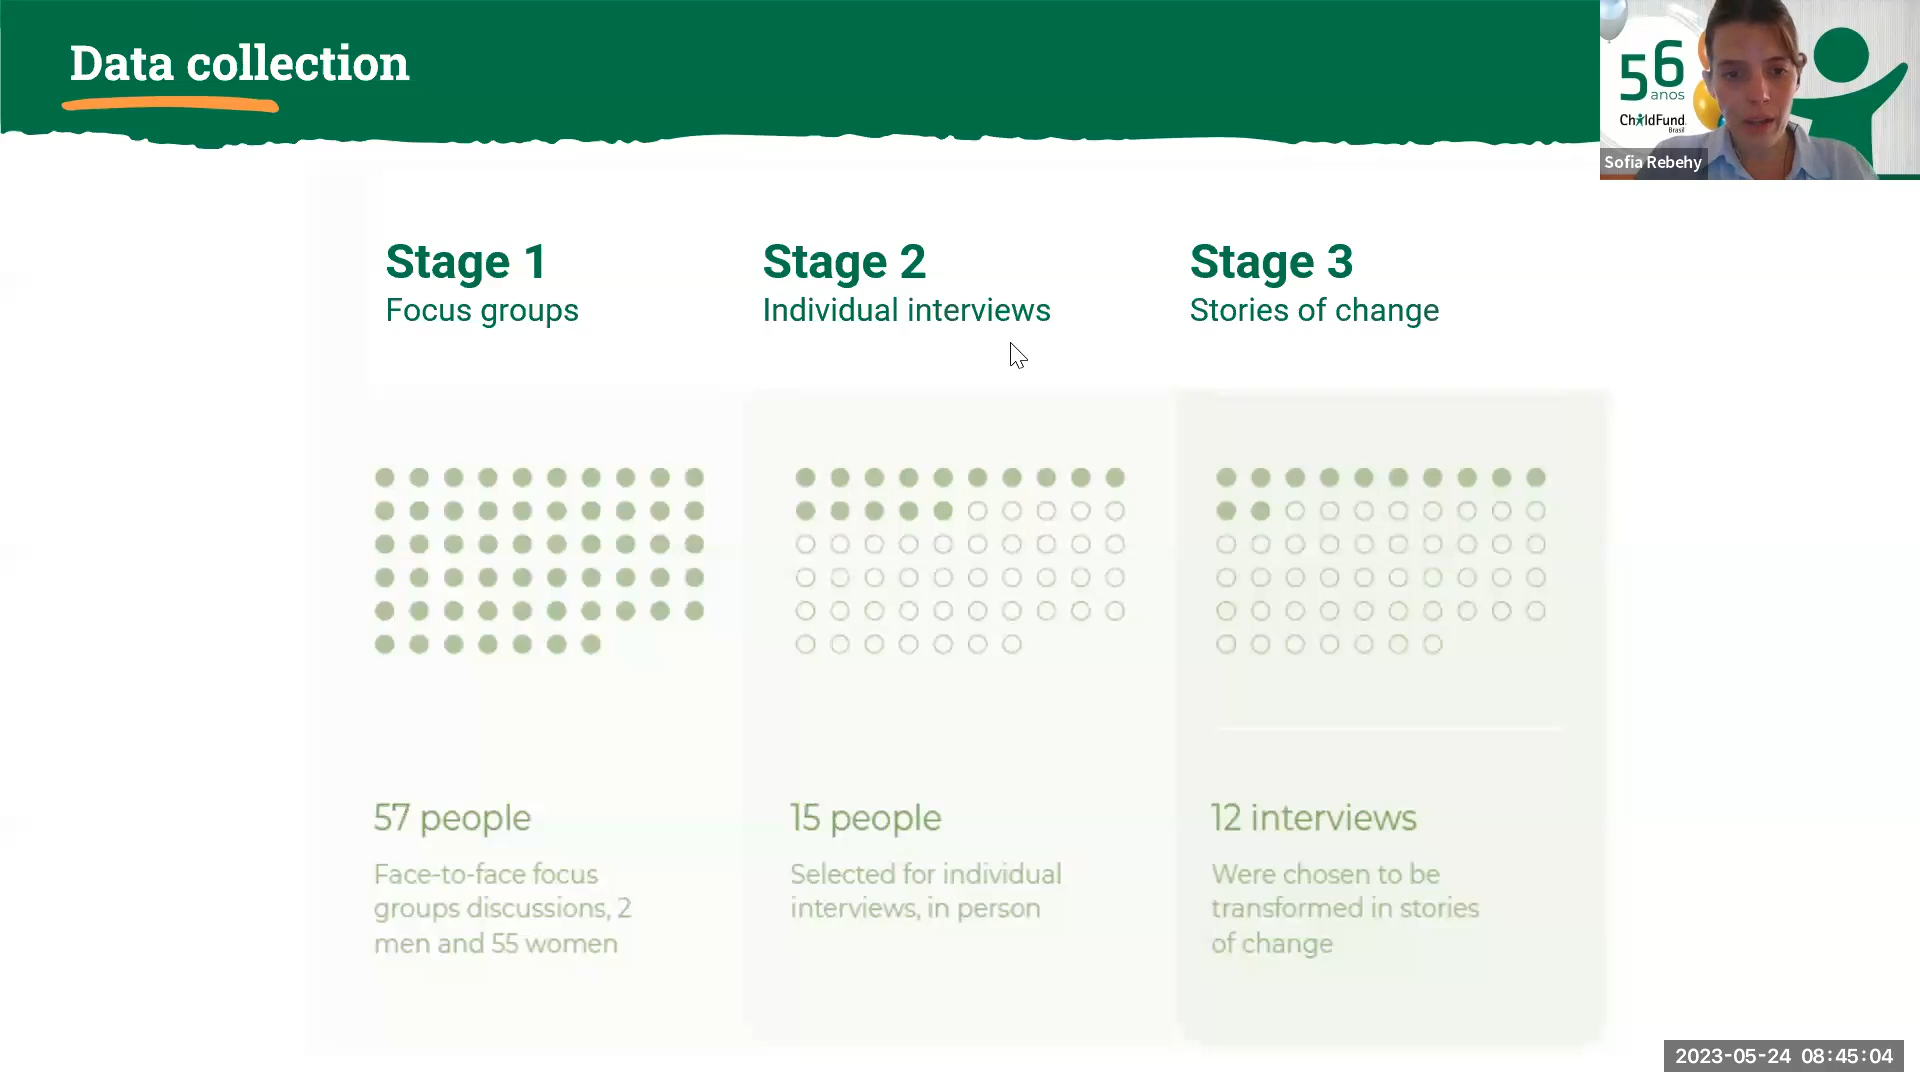 Data collection
56
anos
ChildFund
Brasil
Sofia Rebehy
Stage 1
Focus groups
Stage 2
Individual interviews
Stage 3
Stories of change
57 people
Face-to-face focus
groups discussions, 2
men and 55 women
15 people
Selected for individual
interviews, in person
12 interviews
Were chosen to be
transformed in stories
of change
2023-05-24 08:45:04